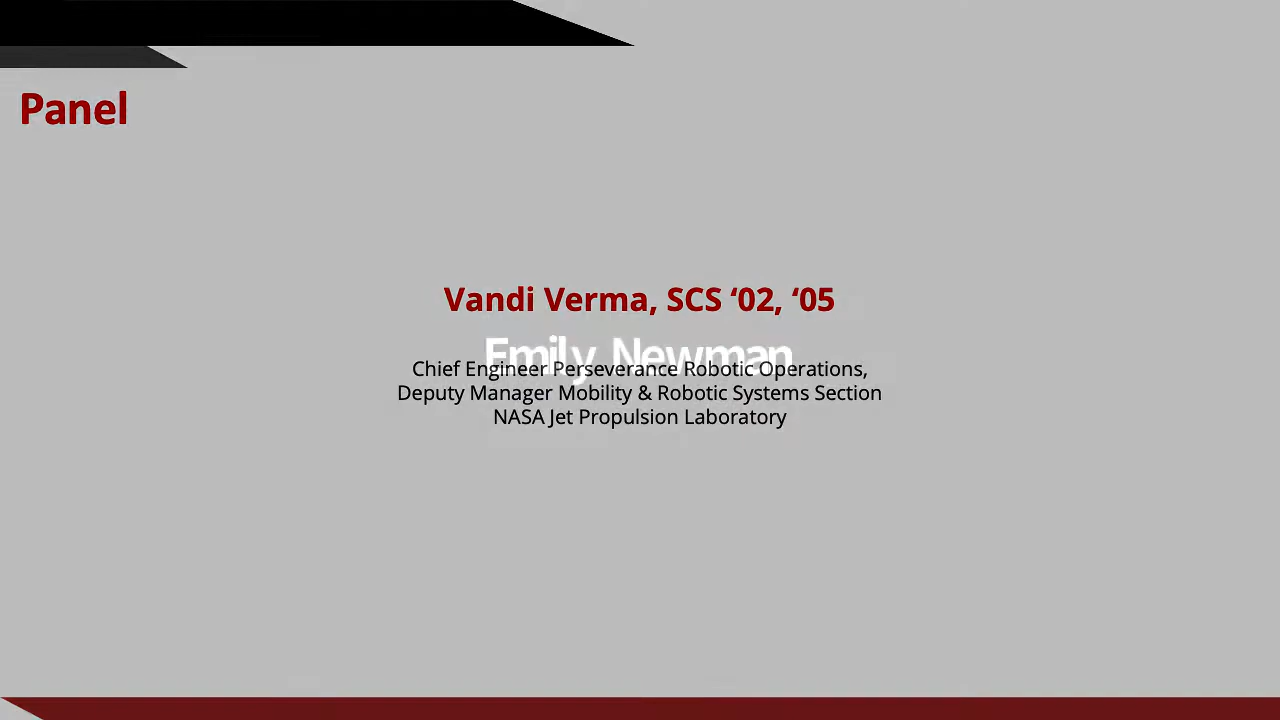 Panel
Vandi Verma, SCS ‘02, ‘05
Emily Newman
Chief Engineer Perseverance Robotic Operations,
Deputy Manager Mobility & Robotic Systems Section
NASA Jet Propulsion Laboratory